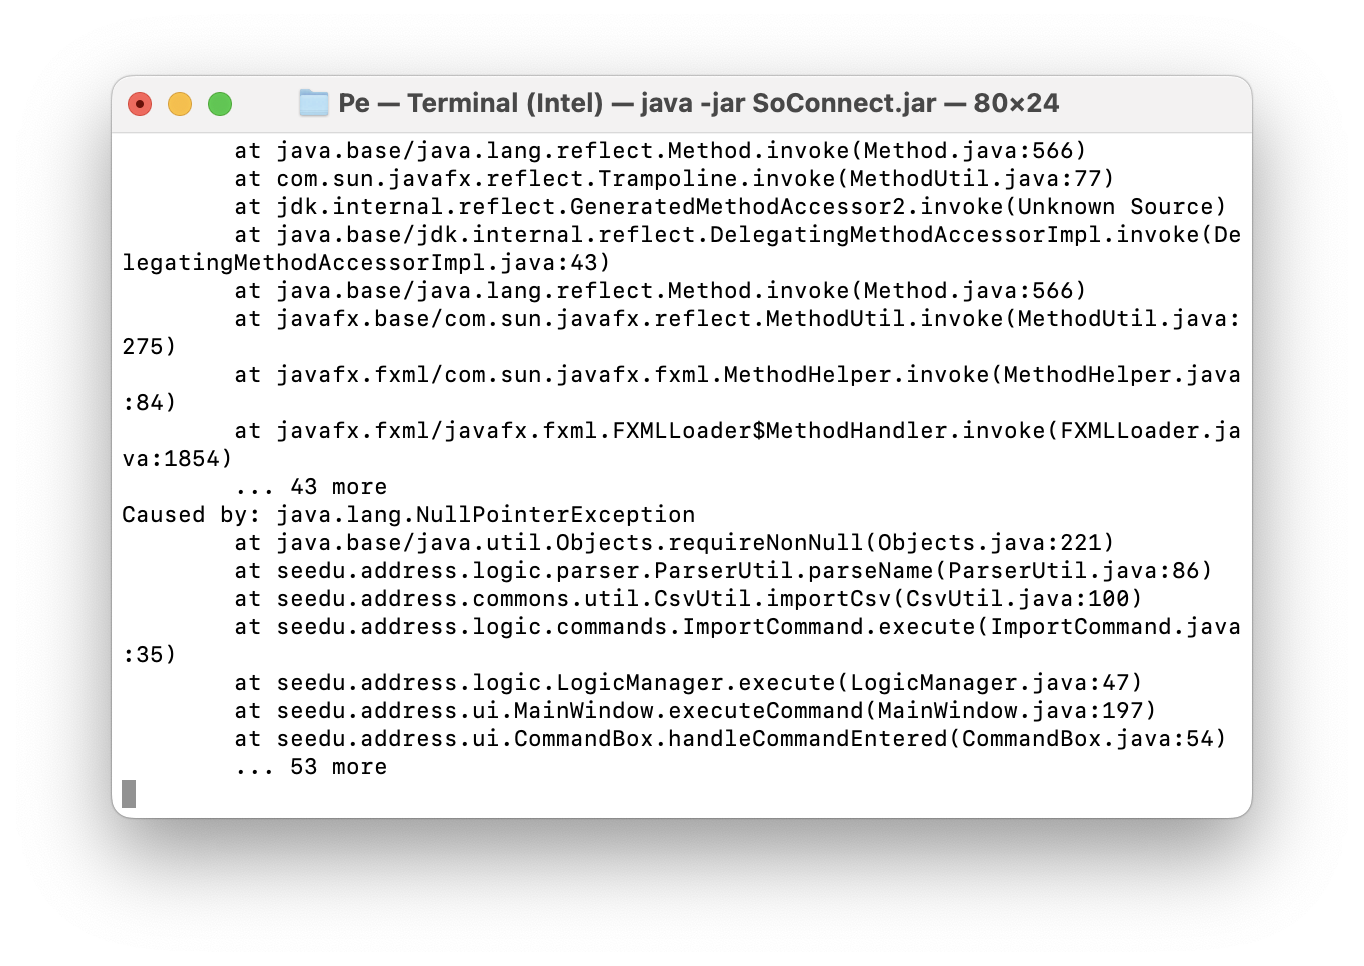 Pe — Terminal (Intel) — java -jar SoConnect.jar — 80×24
at java.base/java.lang.reflect.Method.invoke(Method.java:566)
at com.sun.javafx.reflect.Trampoline.invoke(MethodUtil.java:77)
at jdk.internal.reflect.GeneratedMethodAccessor2.invoke(Unknown Source)
at java.base/jdk.internal.reflect.DelegatingMethodAccessorImpl.invoke(De
legatingMethodAccessorImpl.java:43)
at java.base/java.lang.reflect.Method.invoke(Method.java:566)
at javafx.base/com.sun.javafx.reflect.MethodUtil.invoke(MethodUtil.java:
275)
at javafx.fxml/com.sun.javafx.fxml.MethodHelper.invoke(MethodHelper.java
:84)
at javafx.fxml/javafx.fxml.FXMLLoader$MethodHandler.invoke(FXMLLoader.ja
va:1854)
... 43 more
Caused by: java.lang.NullPointerException
at java.base/java.util.Objects.requireNonNull(Objects.java:221)
at seedu.address.logic.parser.ParserUtil.parseName(ParserUtil.java:86)
at seedu.address.commons.util.CsvUtil.importCsv(CsvUtil.java:100)
at seedu.address.logic.commands.ImportCommand.execute(ImportCommand.java
:35)
at seedu.address.logic.LogicManager.execute(LogicManager.java:47)
at seedu.address.ui.MainWindow.executeCommand(MainWindow.java:197)
at seedu.address.ui.CommandBox.handleCommandEntered(CommandBox.java:54)
... 53 more